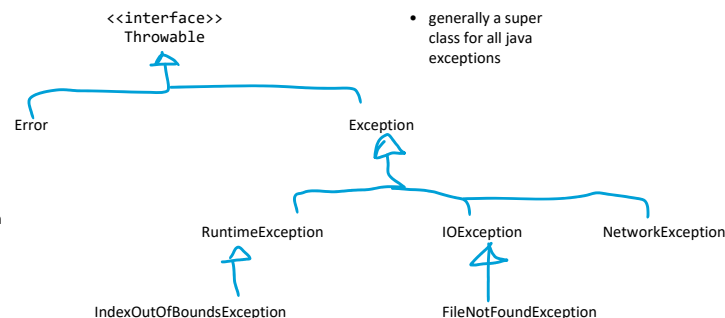 <<interface>>
Throwable
• generally a super
class for all java
exceptions
Error
Exception
RuntimeException
IOException
NetworkException
IndexOutOfBoundsException
FileNotFoundException